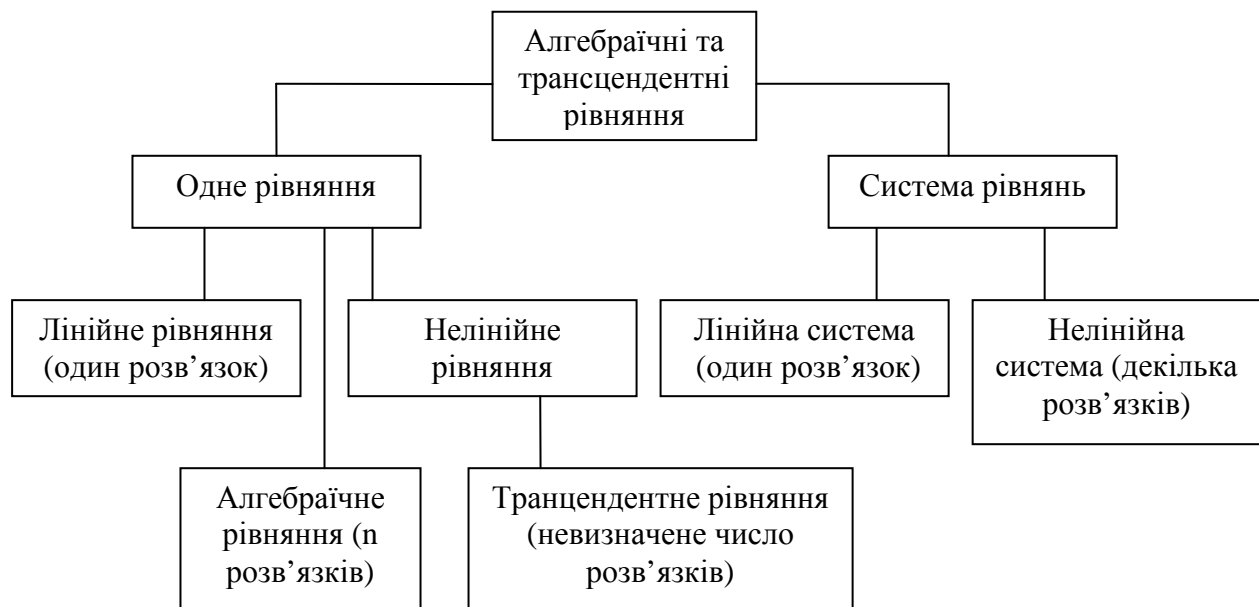 Алгебраїчні та
трансцендентні
рівняння
Одне рівняння
Система рівнянь
Лінійне рівняння
(один розв’язок)
Нелінійне
рівняння
Лінійна система
(один розв’язок)
Нелінійна
система (декілька
розв’язків)
Алгебраїчне
рівняння (n
розв’язків)
Транцендентне рівняння
(невизначене число
розв’язків)